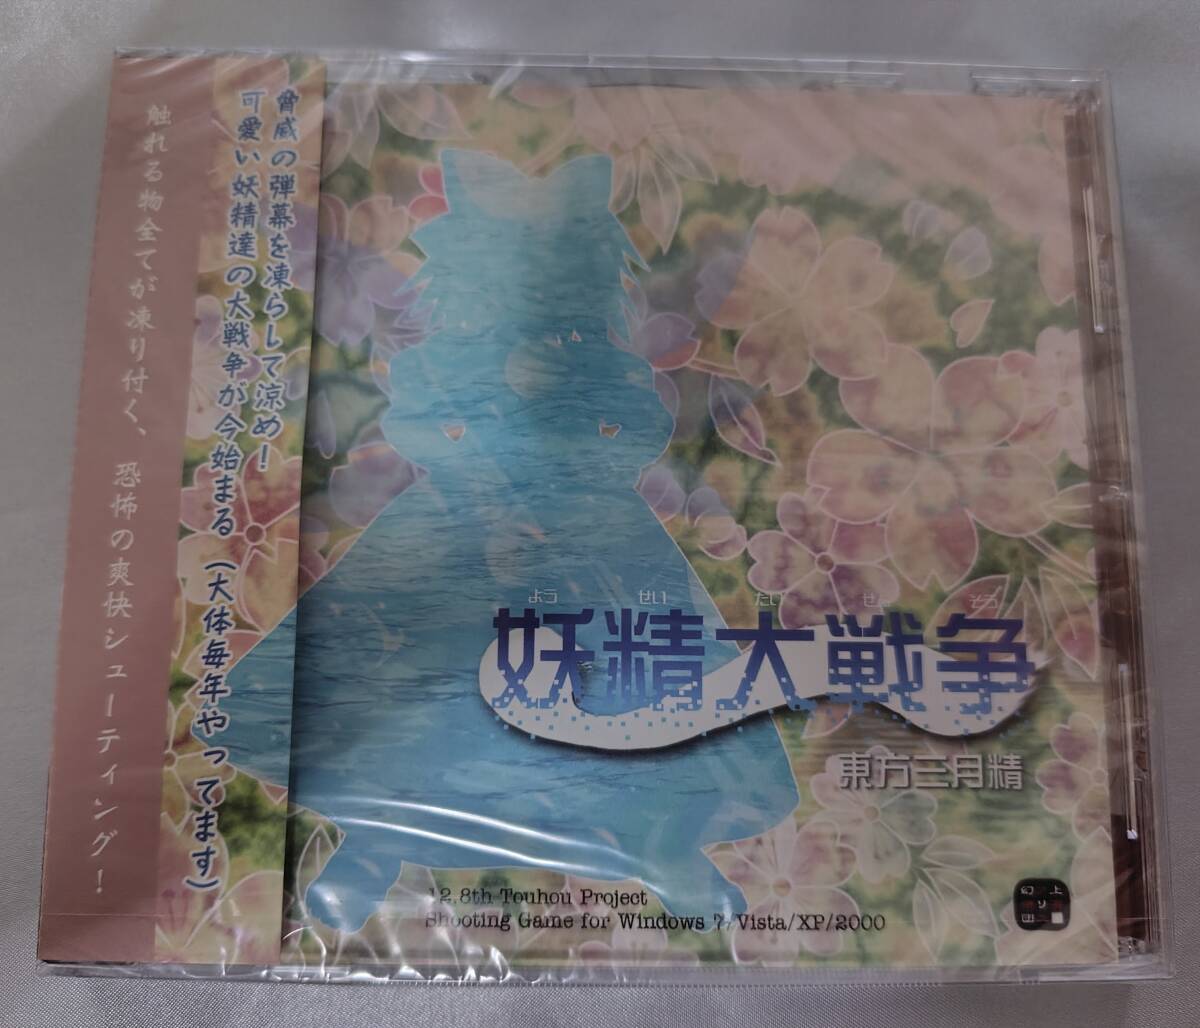 脅威の弾幕を凍らして涼め！
可愛い妖精達の大戦争が今始まる（大体毎年やってます）
触れる物全てが凍り付く、恐怖の爽快シューティング！
よう せい たい せん そう
妖精大戦争
東方三月精
12.8th Touhou Project
Shooting Game for Windows 7/Vista/XP/2000